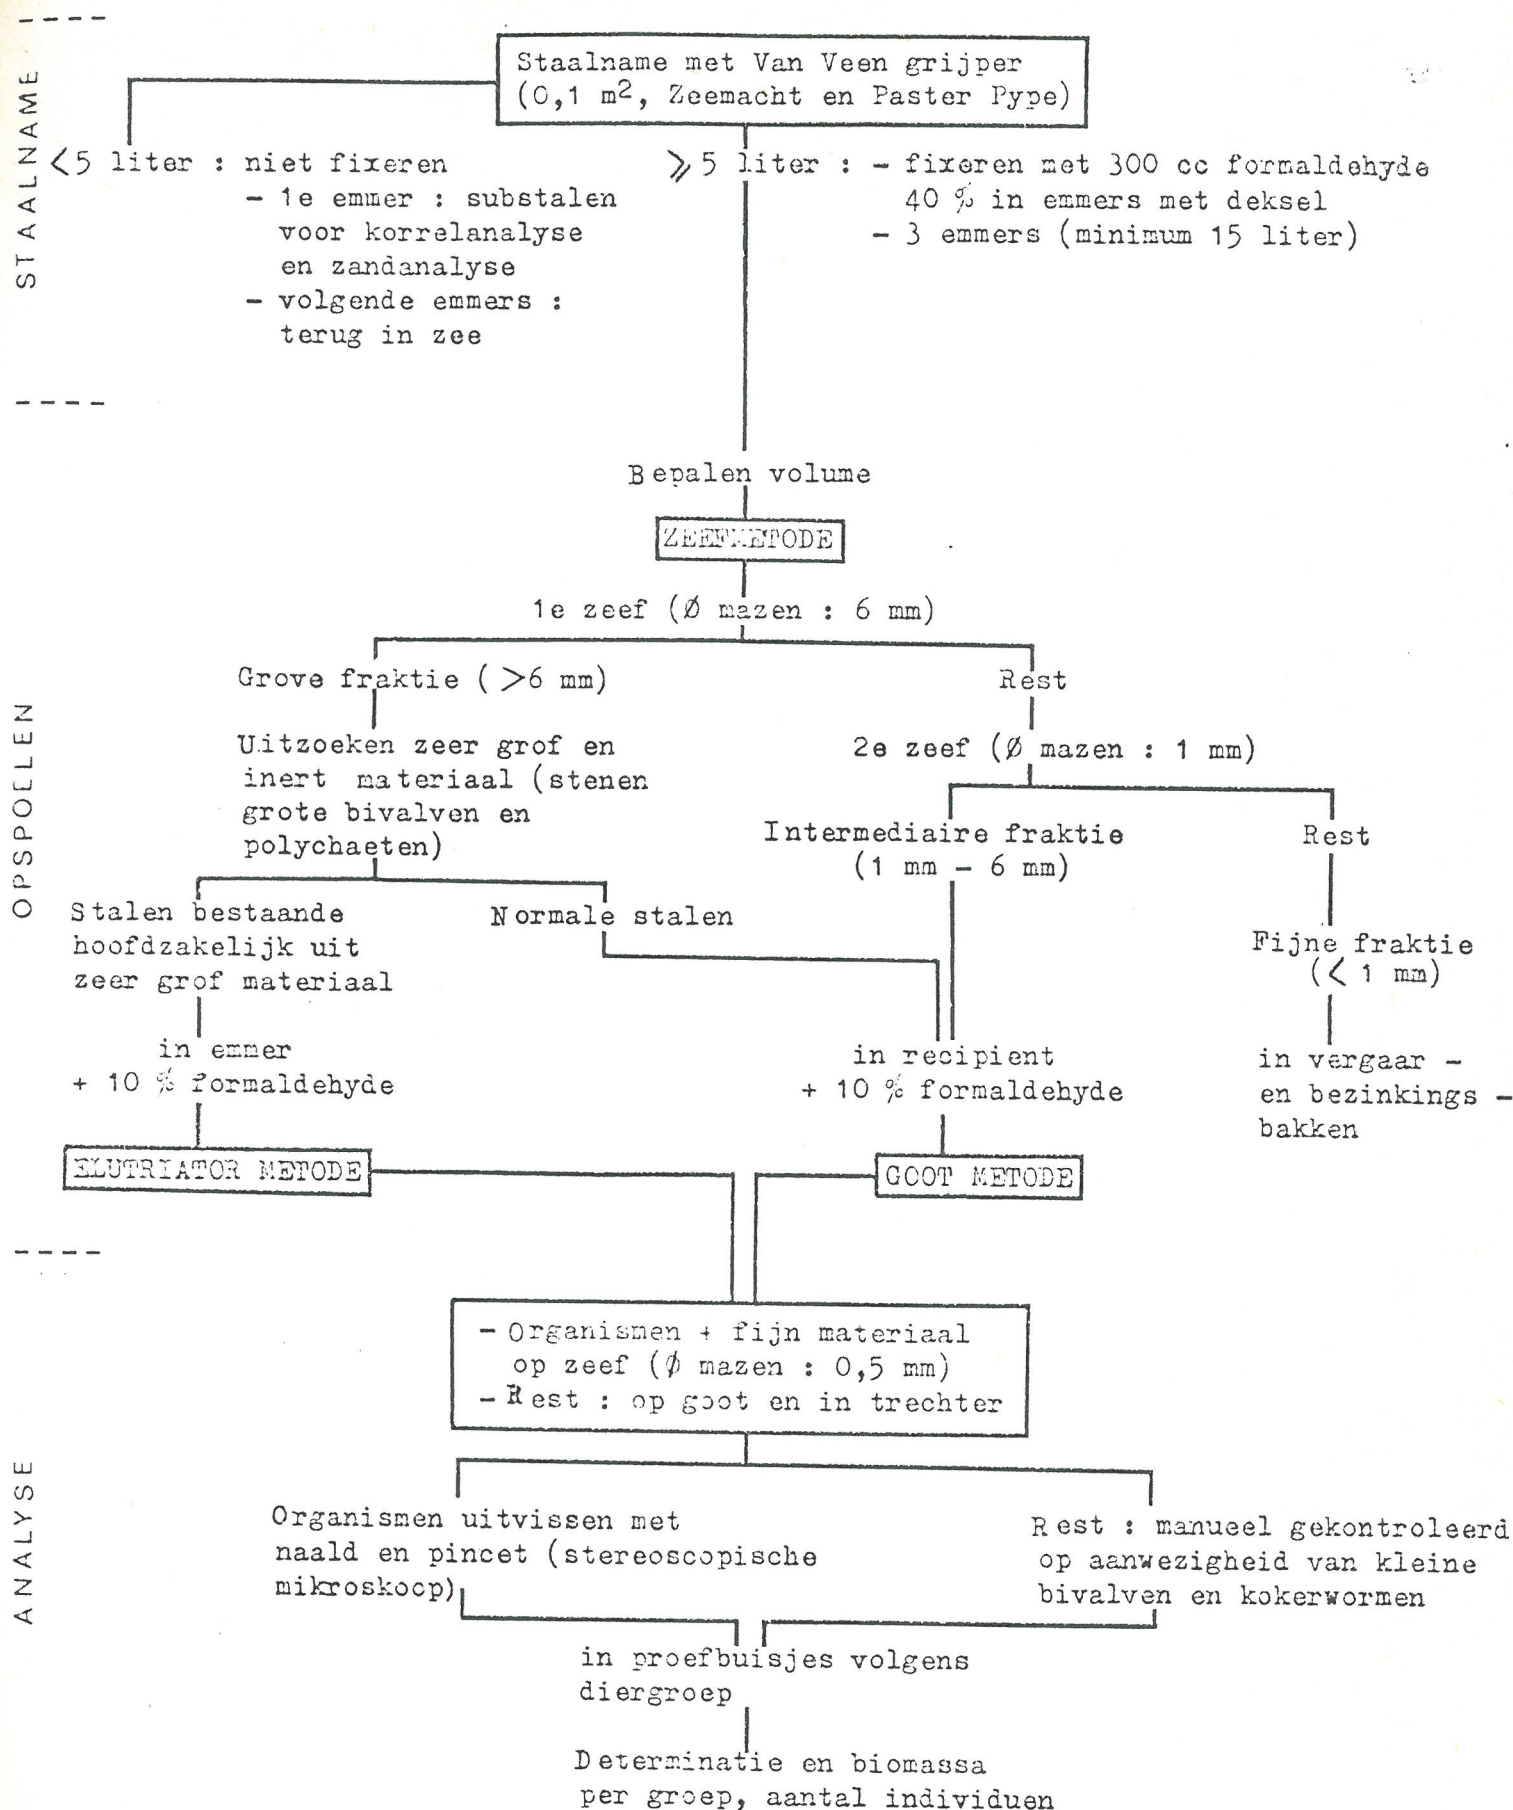 STAALNAME
Staalname met Van Veen grijper
(0,1 m², Zeemacht en Paster Pype)
<5 liter : niet fixeren
- 1e emmer : substalen
voor korrelanalyse
en zandanalyse
- volgende emmers :
terug in zee
⩾ 5 liter : - fixeren met 300 cc formaldehyde
40 % in emmers met deksel
- 3 emmers (minimum 15 liter)
OPSPOELEN
Bepalen volume
ZEEFMETODE
1e zeef (Ø mazen : 6 mm)
Grove fraktie ( >6 mm)
Rest
Uitzoeken zeer grof en
inert materiaal (stenen
grote bivalven en
polychaeten)
2e zeef (Ø mazen : 1 mm)
Intermediaire fraktie
(1 mm - 6 mm)
Rest
Stalen bestaande
hoofdzakelijk uit
zeer grof materiaal
Normale stalen
Fijne fraktie
(< 1 mm)
in emmer
+ 10 % formaldehyde
in recipient
+ 10 % formaldehyde
in vergaar -
en bezinkings -
bakken
ELUTRIATOR METODE
GOOT METODE
ANALYSE
- Organismen + fijn materiaal
op zeef (Ø mazen : 0,5 mm)
- Rest : op goot en in trechter
Organismen uitvissen met
naald en pincet (stereoscopische
mikroskoop)
Rest : manueel gekontroleerd
op aanwezigheid van kleine
bivalven en kokerwormen
in proefbuisjes volgens
diergroep
Determinatie en biomassa
per groep, aantal individuen